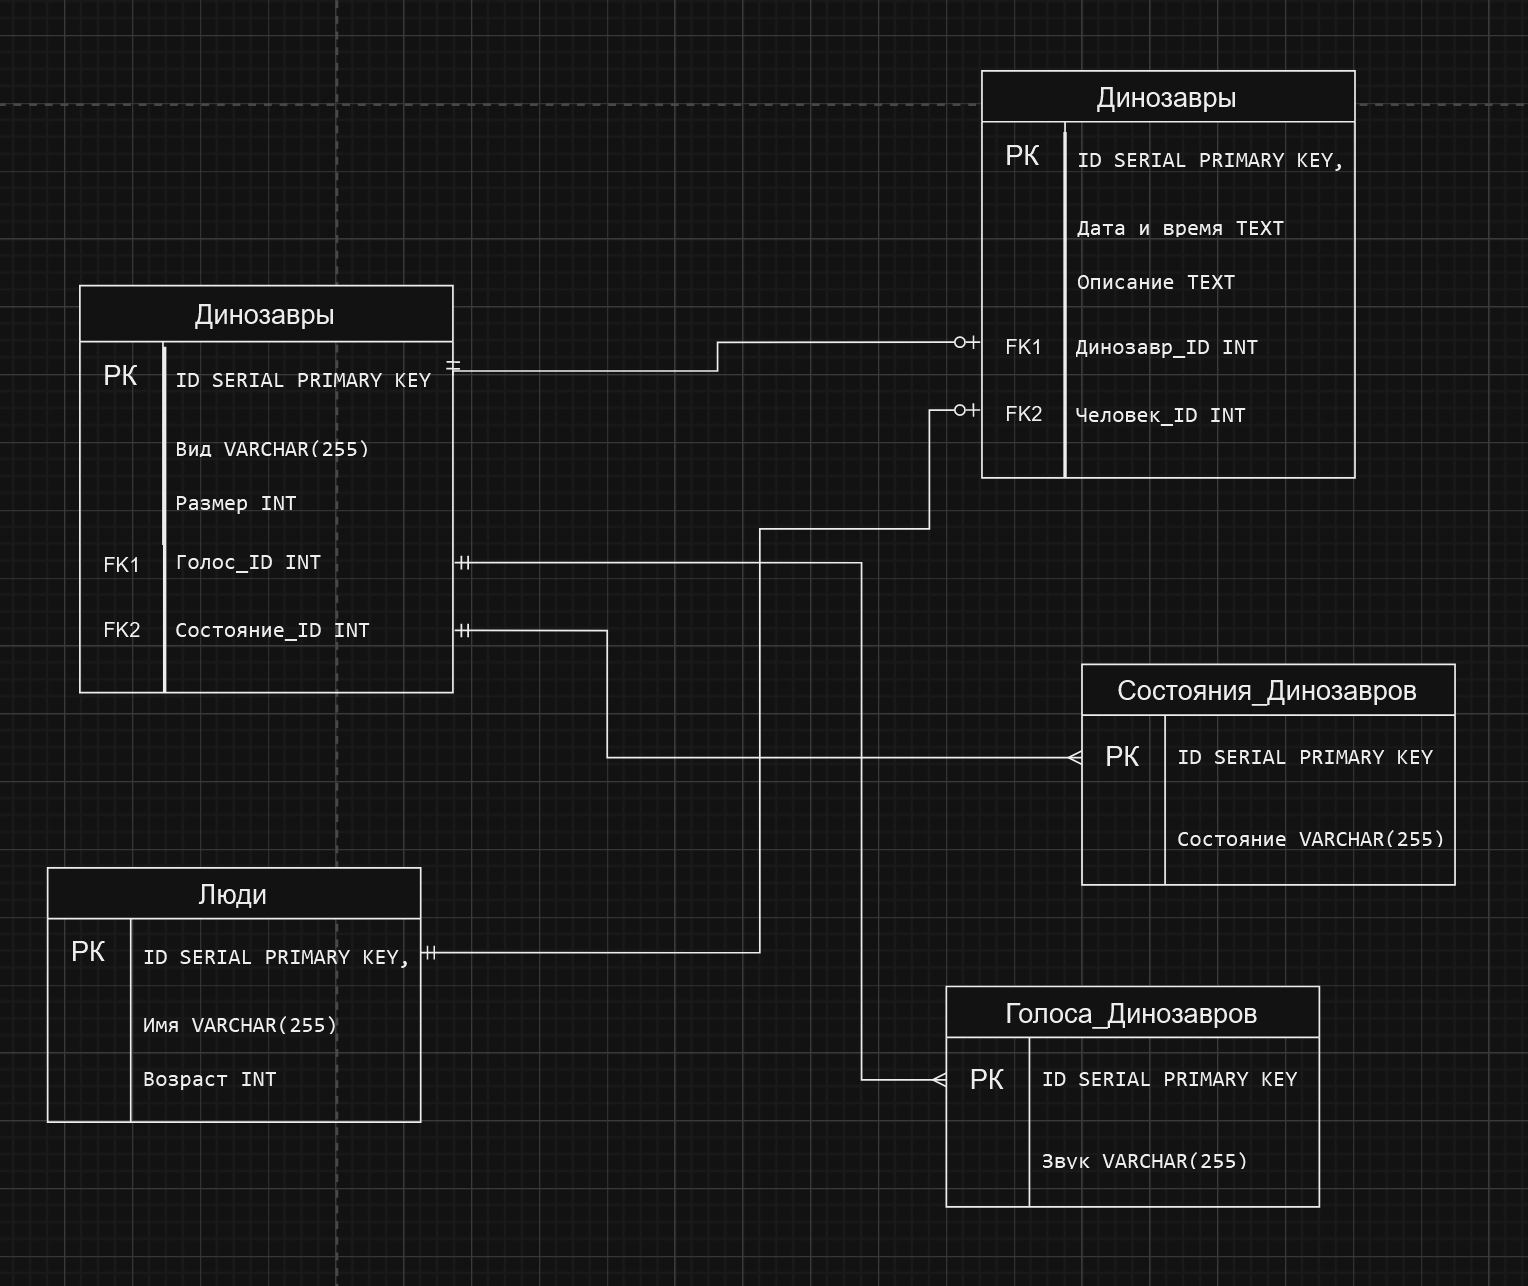 Динозавры
PK ID SERIAL PRIMARY KEY,
Дата и время TEXT
Описание TEXT
FK1 Динозавр_ID INT
FK2 Человек_ID INT
Динозавры
PK ID SERIAL PRIMARY KEY
Вид VARCHAR(255)
Размер INT
FK1 Голос_ID INT
FK2 Состояние_ID INT
Состояния_Динозавров
PK ID SERIAL PRIMARY KEY
Состояние VARCHAR(255)
Люди
PK ID SERIAL PRIMARY KEY,
Имя VARCHAR(255)
Возраст INT
Голоса_Динозавров
PK ID SERIAL PRIMARY KEY
Звук VARCHAR(255)